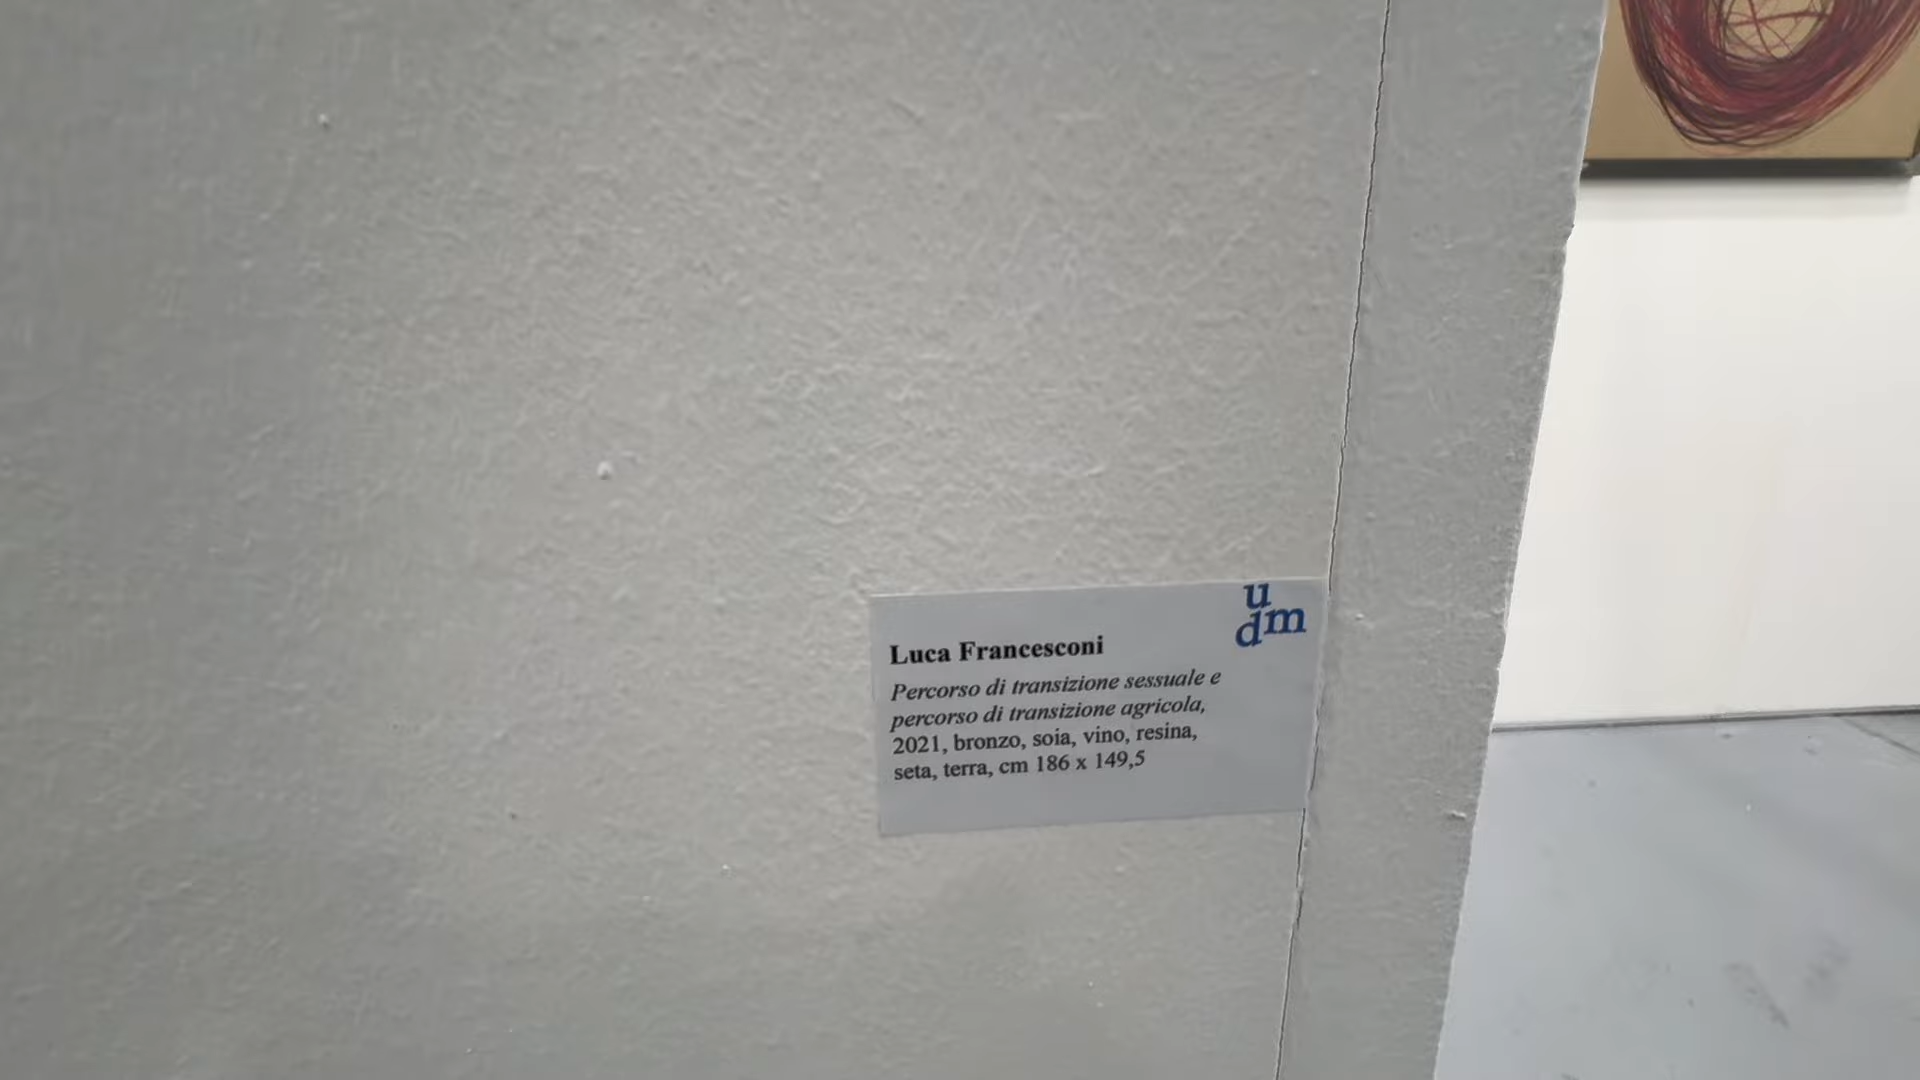 u
dm
Luca Francesconi
Percorso di transizione sessuale e
percorso di transizione agricola,
2021, bronzo, soia, vino, resina,
seta, terra, cm 186 x 149,5